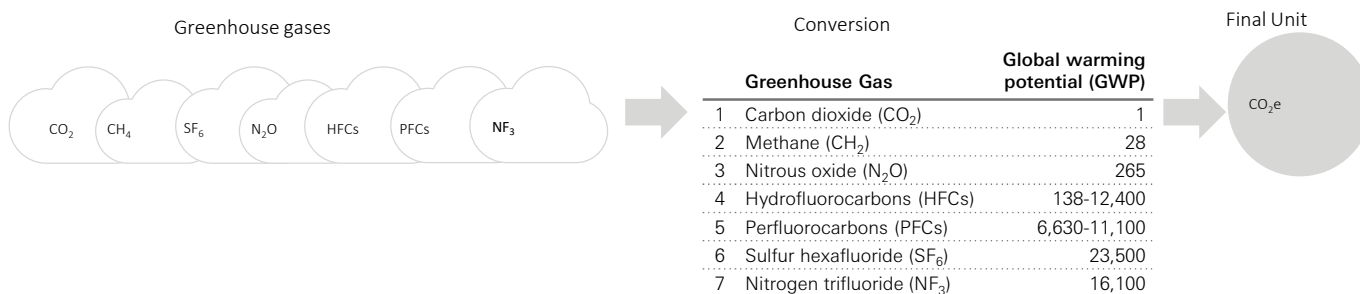 Greenhouse gases
CO₂ CH₄ SF₆ N₂O HFCs PFCs NF₃
Conversion
Greenhouse Gas Global warming potential (GWP)
1 Carbon dioxide (CO₂) 1
2 Methane (CH₂) 28
3 Nitrous oxide (N₂O) 265
4 Hydrofluorocarbons (HFCs) 138-12,400
5 Perfluorocarbons (PFCs) 6,630-11,100
6 Sulfur hexafluoride (SF₆) 23,500
7 Nitrogen trifluoride (NF₃) 16,100
Final Unit
CO₂e